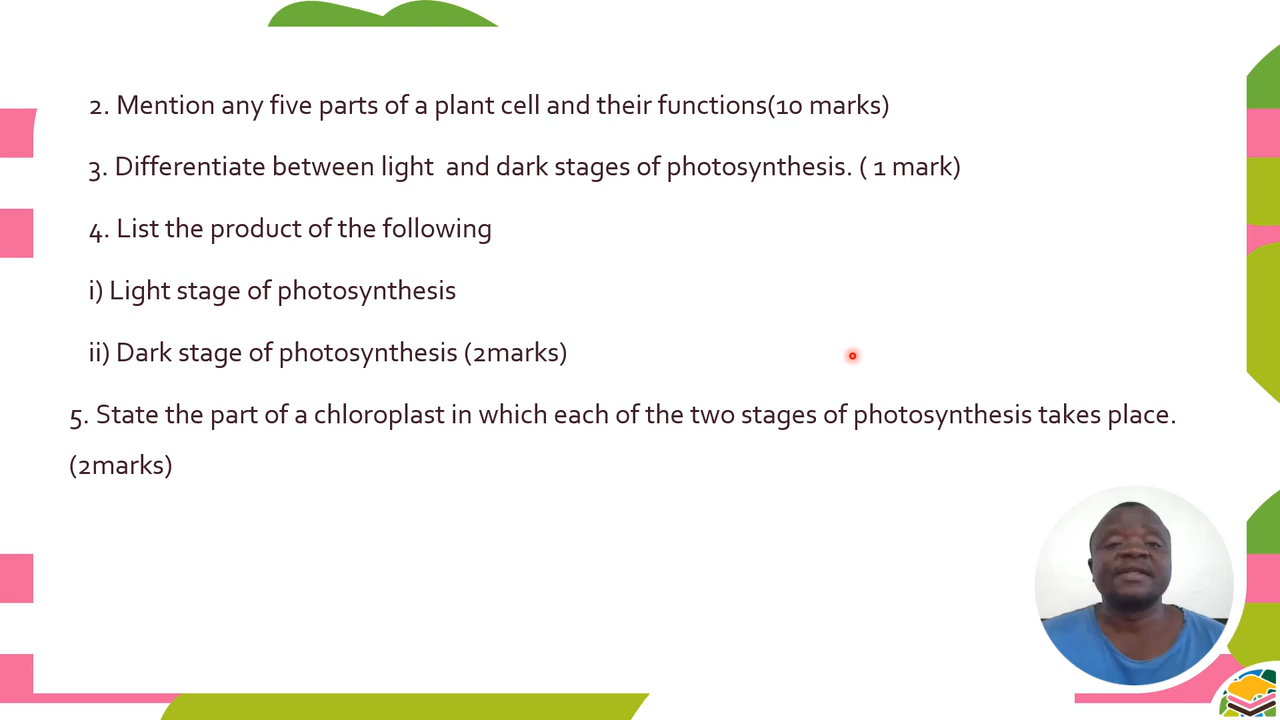 2. Mention any five parts of a plant cell and their functions(10 marks)
3. Differentiate between light  and dark stages of photosynthesis. ( 1 mark)
4. List the product of the following
i) Light stage of photosynthesis
ii) Dark stage of photosynthesis (2marks)
5. State the part of a chloroplast in which each of the two stages of photosynthesis takes place.
(2marks)